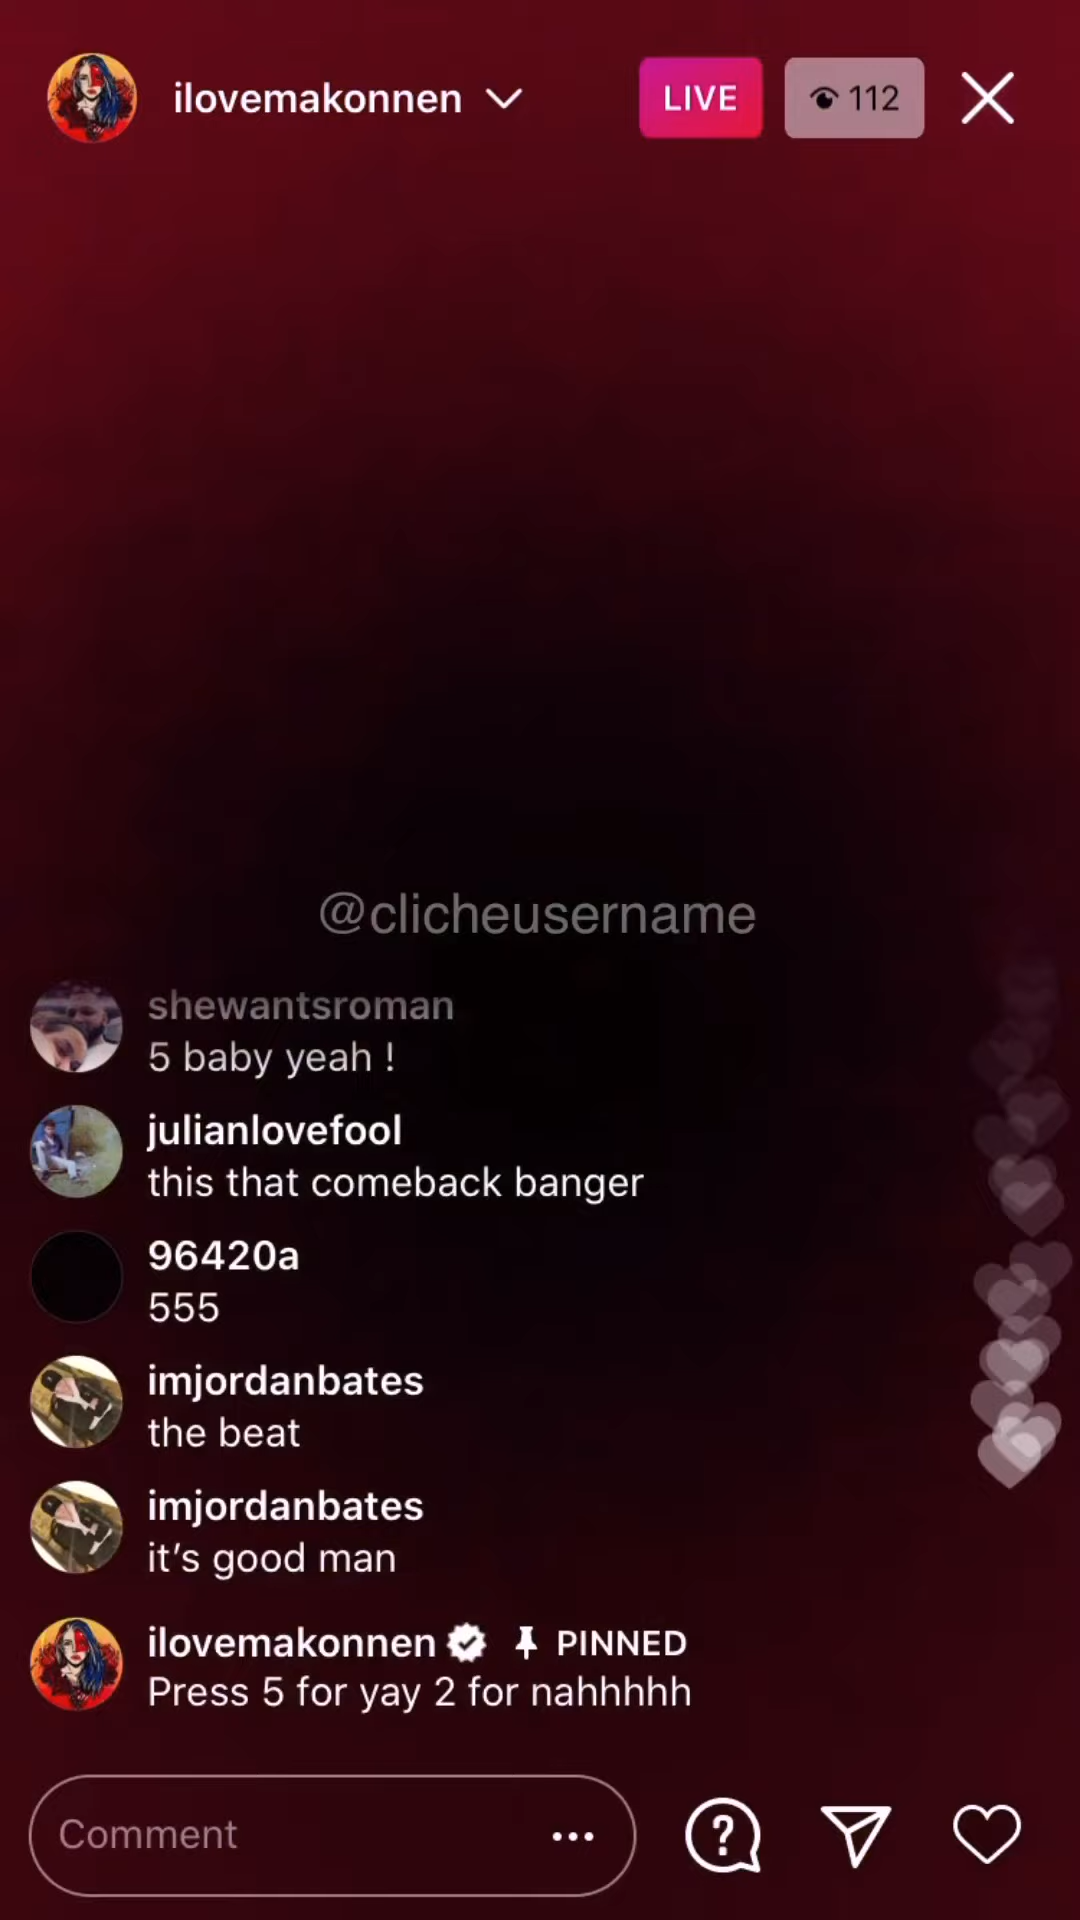 ilovemakonnen
LIVE
112
@clicheusername
shewantsroman
5 baby yeah !
julianlovefool
this that comeback banger
96420a
555
imjordanbates
the beat
imjordanbates
it’s good man
ilovemakonnen PINNED
Press 5 for yay 2 for nahhhhh
Comment